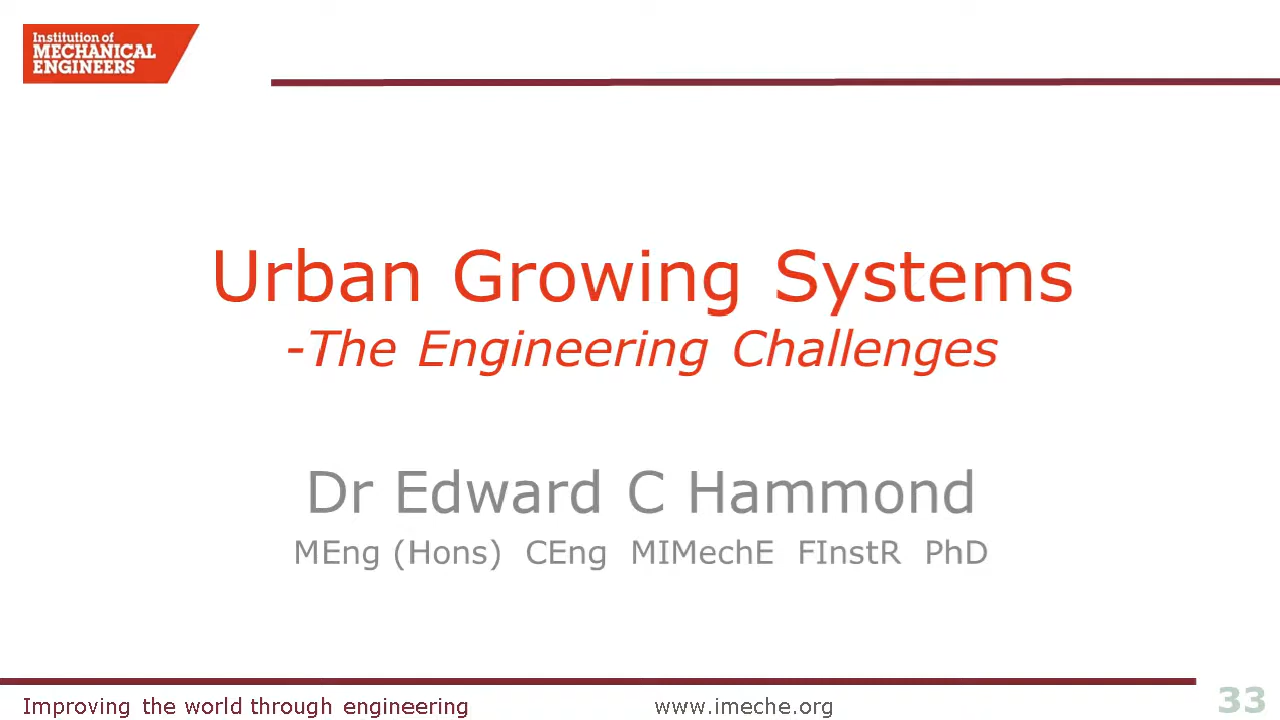 Institution of
MECHANICAL
ENGINEERS
Urban Growing Systems
-The Engineering Challenges
Dr Edward C Hammond
MEng (Hons) CEng MIMechE FInstR PhD
Improving the world through engineering
www.imeche.org
33